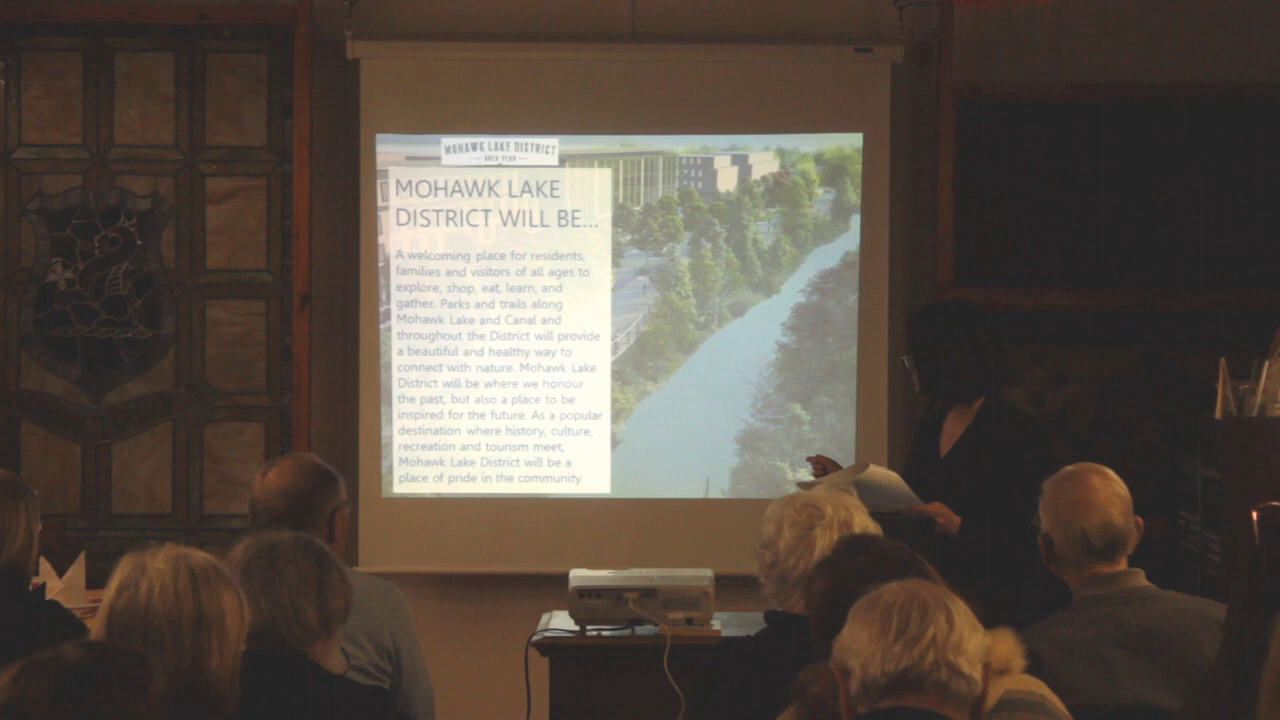 MOHAWK LAKE DISTRICT
AREA PLAN
MOHAWK LAKE
DISTRICT WILL BE...
A welcoming place for residents,
families and visitors of all ages to
explore, shop, eat, learn, and
gather. Parks and trails along
Mohawk Lake and Canal and
throughout the District will provide
a beautiful and healthy way to
connect with nature. Mohawk Lake
District will be where we honour
the past, but also a place to be
inspired for the future. As a popular
destination where history, culture,
recreation and tourism meet,
Mohawk Lake District will be a
place of pride in the community.